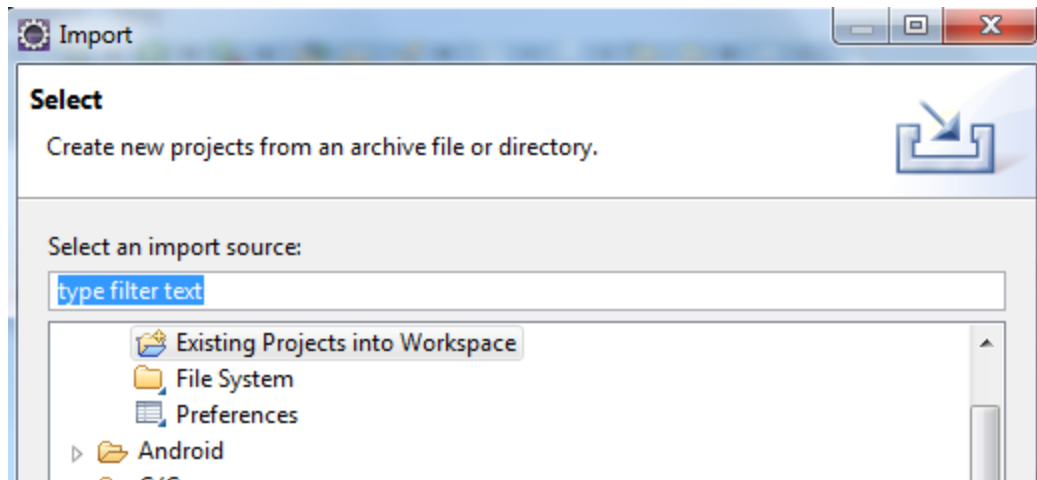 Import
Select
Create new projects from an archive file or directory.
Select an import source:
type filter text
Existing Projects into Workspace
File System
Preferences
Android